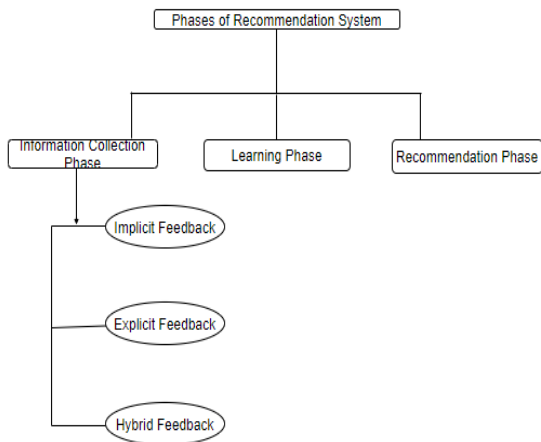 Phases of Recommendation System
Information Collection
Phase
Learning Phase
Recommendation Phase
Implicit Feedback
Explicit Feedback
Hybrid Feedback